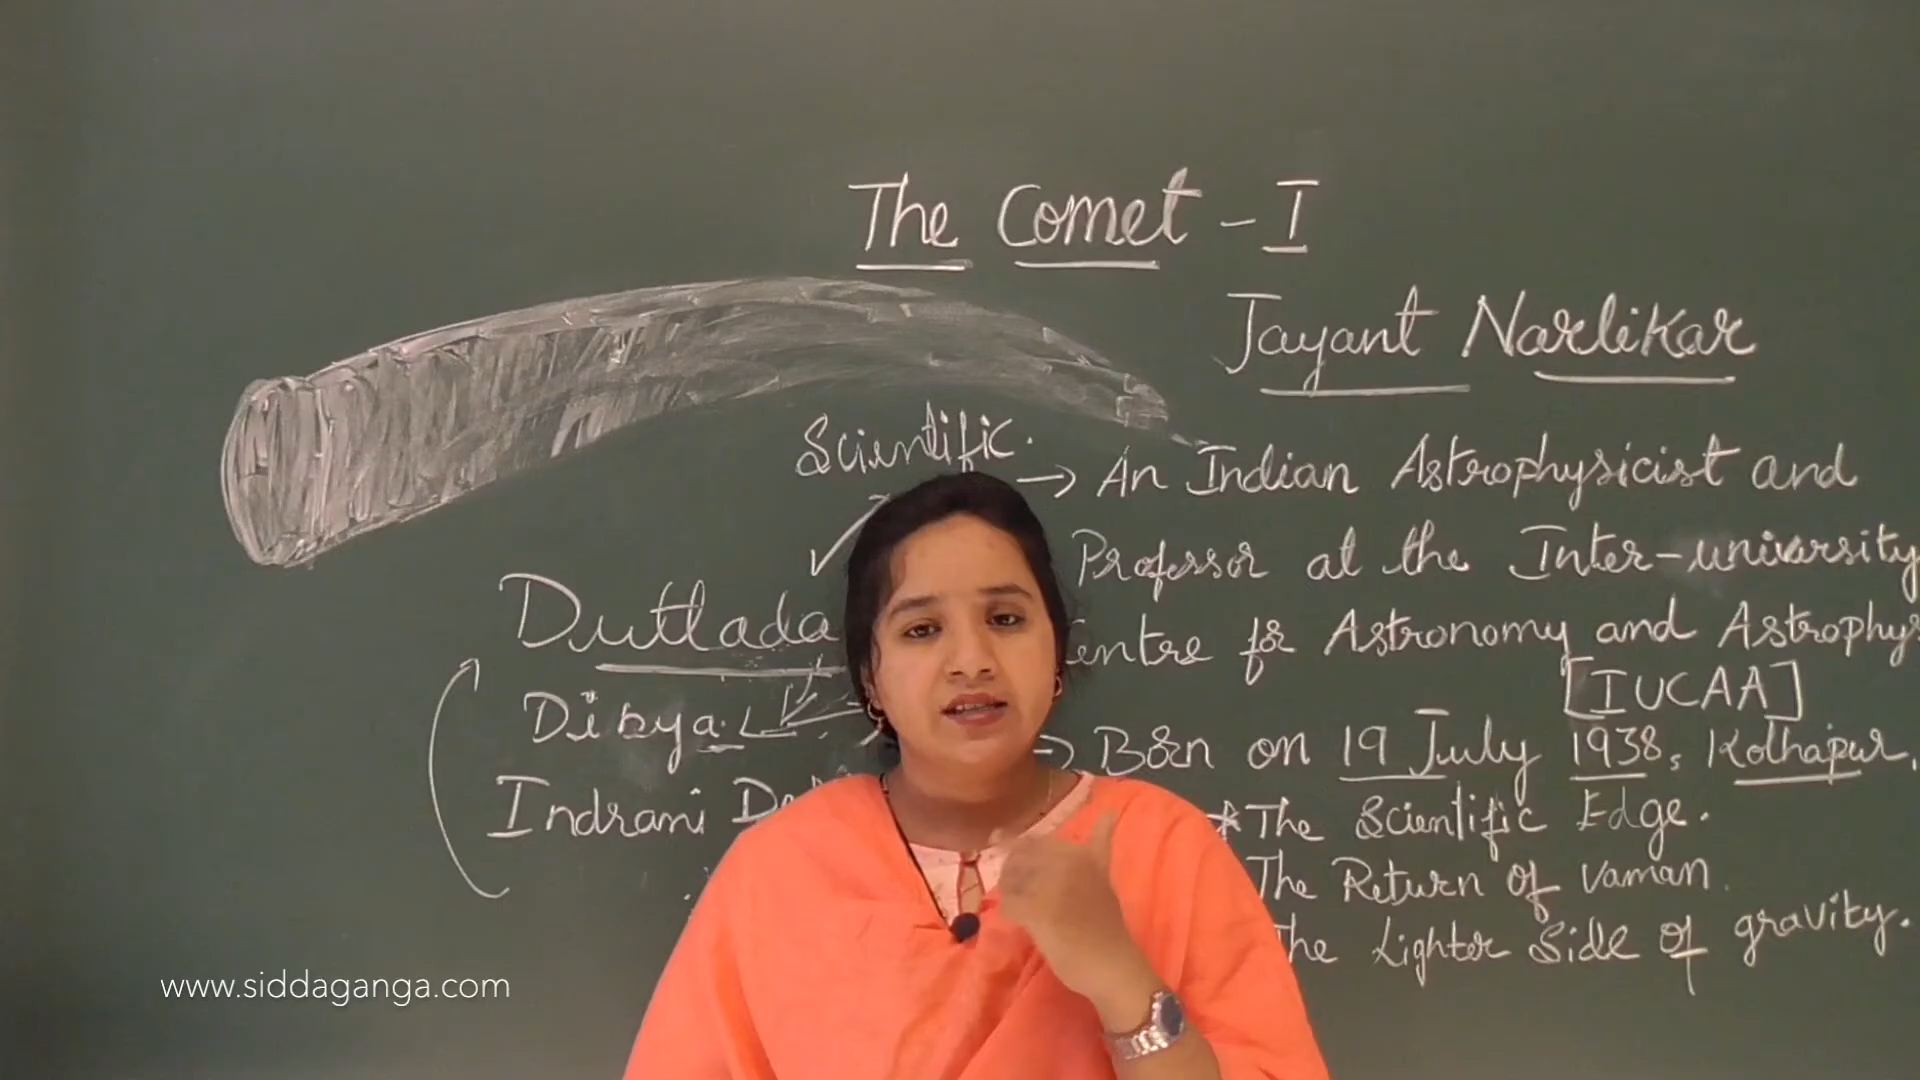 The Comet - I
Jayant Narlikar
Scientific.
→ An Indian Astrophysicist and
Professor at the Inter-university
Centre for Astronomy and Astrophys
[IUCAA]
→ Born on 19 July 1938, Kolhapur.
* The Scientific Edge.
The Return of Vaman.
The Lighter Side of gravity.
Duttada
Dibya
Indrani De
www.siddaganga.com